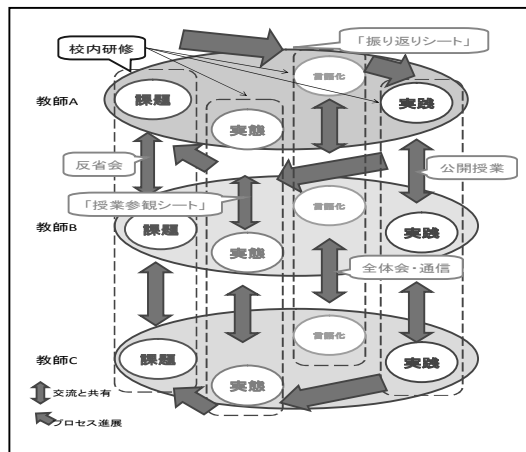 校内研修
「振り返りシート」
教師A
課題
言語化
実践
実態
反省会
公開授業
「授業参観シート」
教師B
課題
言語化
実践
実態
全体会・通信
教師C
課題
言語化
実践
実態
交流と共有
プロセス進展